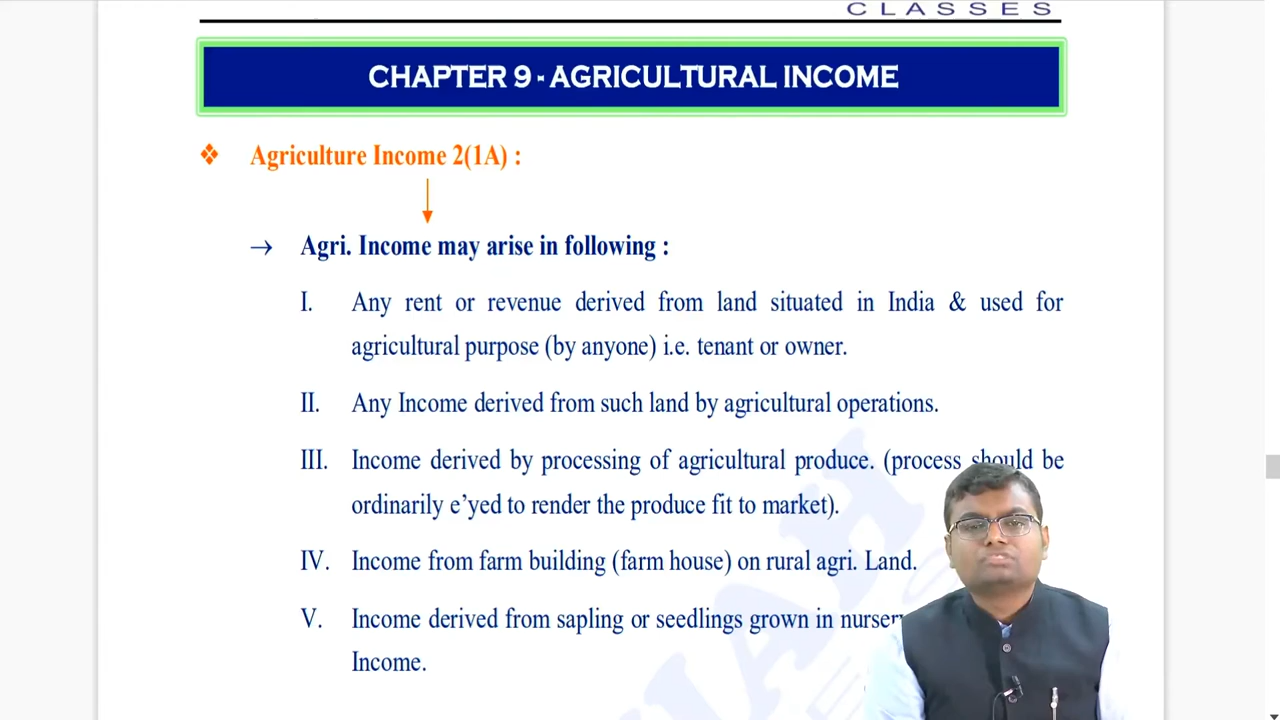 CLASSES
CHAPTER 9 - AGRICULTURAL INCOME
❖ Agriculture Income 2(1A) :
→ Agri. Income may arise in following :
I. Any rent or revenue derived from land situated in India & used for
agricultural purpose (by anyone) i.e. tenant or owner.
II. Any Income derived from such land by agricultural operations.
III. Income derived by processing of agricultural produce. (process should be
ordinarily e’yed to render the produce fit to market).
IV. Income from farm building (farm house) on rural agri. Land.
V. Income derived from sapling or seedlings grown in
Income.